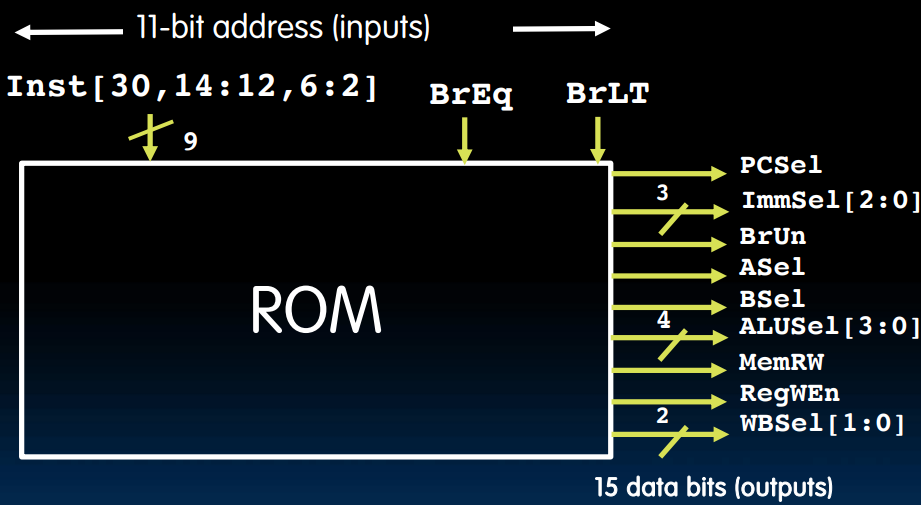 11-bit address (inputs)
Inst[30,14:12,6:2]
BrEq
BrLT
9
ROM
PCSel
3
ImmSel[2:0]
BrUn
ASel
BSel
4
ALUSel[3:0]
MemRW
RegWEn
2
WBSel[1:0]
15 data bits (outputs)